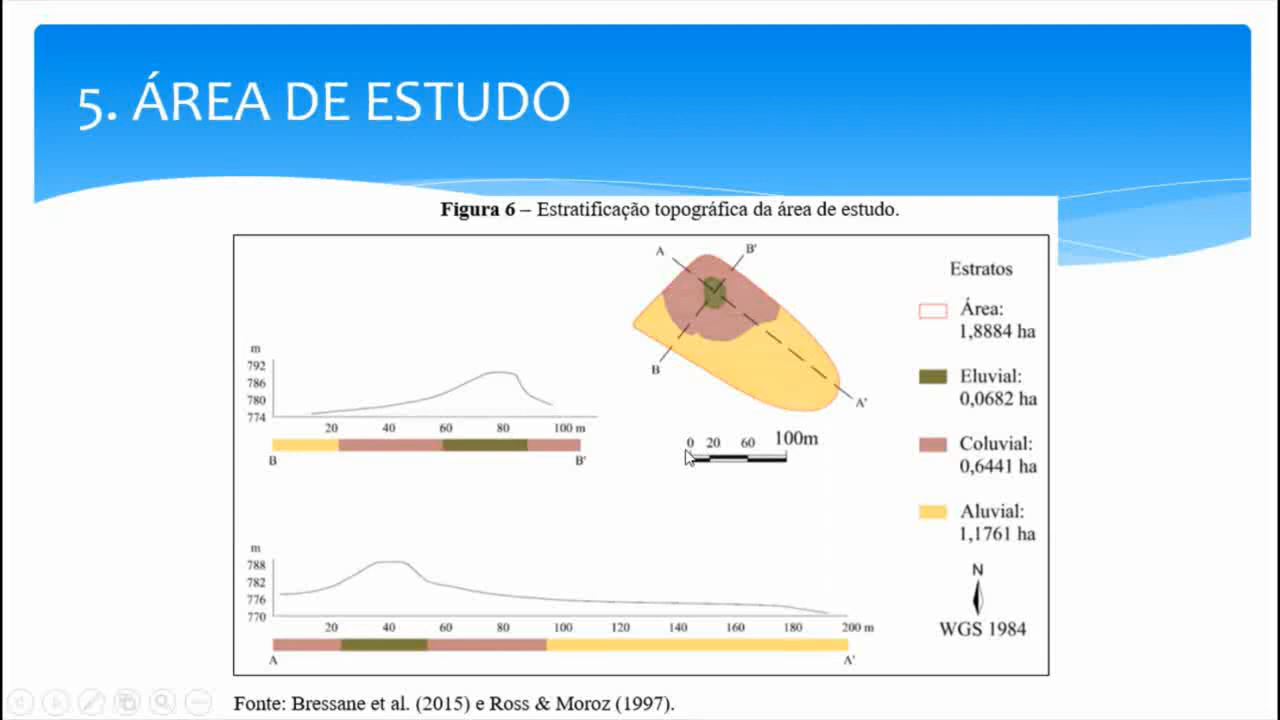 5. ÁREA DE ESTUDO
Figura 6 – Estratificação topográfica da área de estudo.
A
B'
B
A'
0 20 60 100m
Estratos
Área:
1,8884 ha
Eluvial:
0,0682 ha
Coluvial:
0,6441 ha
Aluvial:
1,1761 ha
N
WGS 1984
m
792
786
780
774
20 40 60 80 100 m
B B'
m
788
782
776
770
20 40 60 80 100 120 140 160 180 200 m
A A'
Fonte: Bressane et al. (2015) e Ross & Moroz (1997).